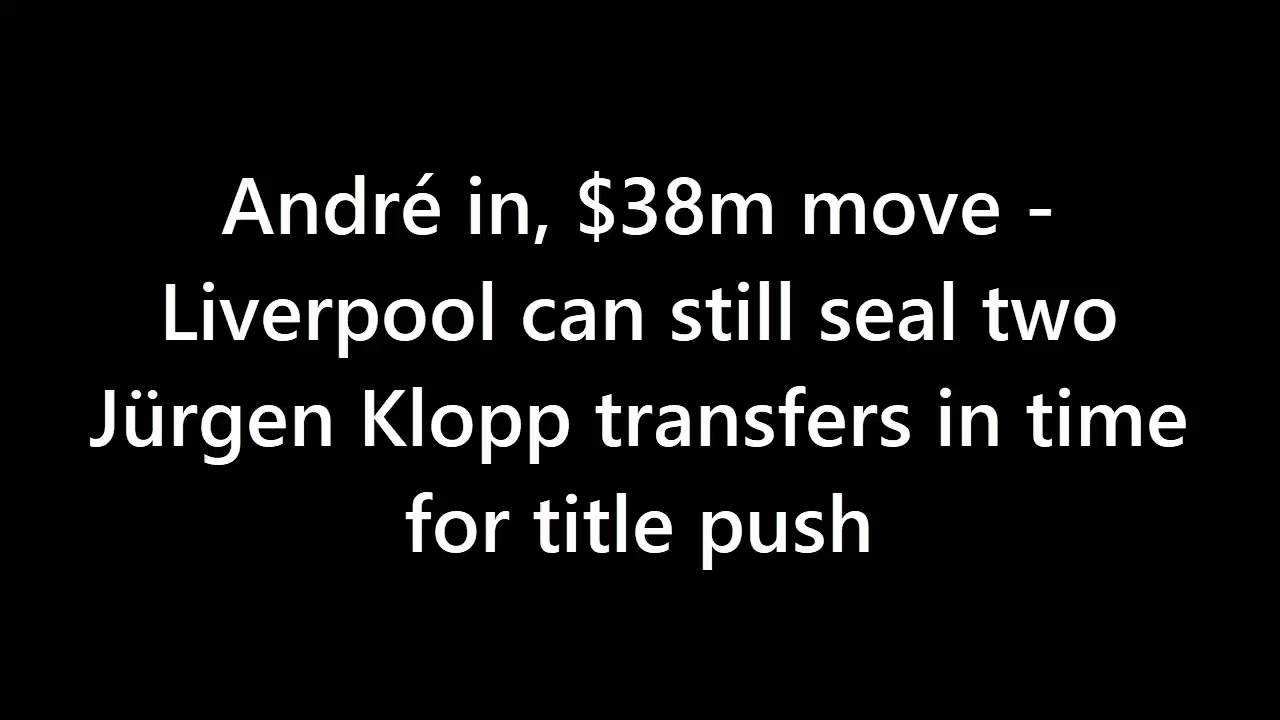 André in, $38m move -
Liverpool can still seal two
Jürgen Klopp transfers in time
for title push